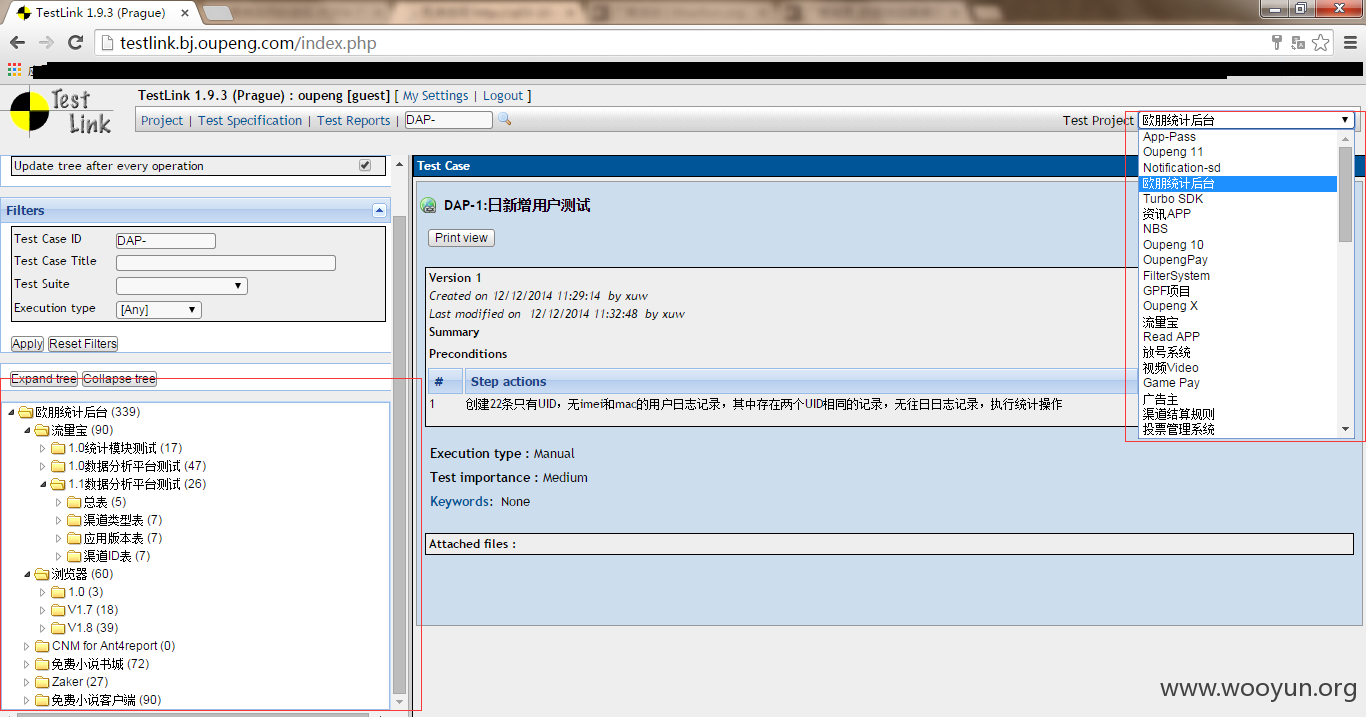 TestLink 1.9.3 (Prague)
testlink.bj.oupeng.com/index.php
Test Link
TestLink 1.9.3 (Prague) : oupeng [guest] [ My Settings | Logout ]
Project | Test Specification | Test Reports | DAP-
Test Project 欧朋统计后台
App-Pass
Oupeng 11
Notification-sd
欧朋统计后台
Turbo SDK
资讯APP
NBS
Oupeng 10
OupengPay
FilterSystem
GPF项目
Oupeng X
流量宝
Read APP
放号系统
视频Video
Game Pay
广告主
渠道结算规则
投票管理系统
Update tree after every operation
Filters
Test Case ID DAP-
Test Case Title
Test Suite
Execution type [Any]
Apply Reset Filters
Expand tree Collapse tree
欧朋统计后台 (339)
流量宝 (90)
1.0统计模块测试 (17)
1.0数据分析平台测试 (47)
1.1数据分析平台测试 (26)
总表 (5)
渠道类型表 (7)
应用版本表 (7)
渠道ID表 (7)
浏览器 (60)
1.0 (3)
V1.7 (18)
V1.8 (39)
CNM for Ant4report (0)
免费小说书城 (72)
Zaker (27)
免费小说客户端 (90)
Test Case
DAP-1:日新增用户测试
Print view
Version 1
Created on 12/12/2014 11:29:14 by xuw
Last modified on 12/12/2014 11:32:48 by xuw
Summary
Preconditions
# Step actions
1 创建22条只有UID，无imei和mac的用户日志记录，其中存在两个UID相同的记录，无往日日志记录，执行统计操作
Execution type : Manual
Test importance : Medium
Keywords: None
Attached files :
www.wooyun.org